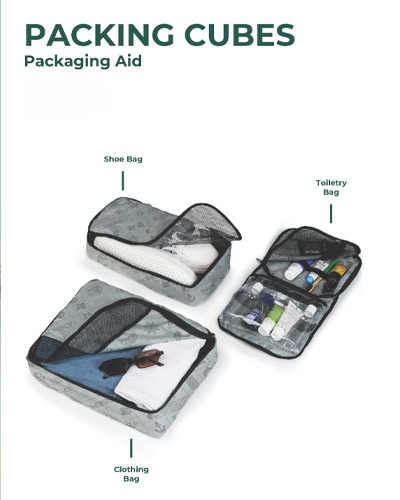 PACKING CUBES
Packaging Aid
Shoe Bag
Toiletry
Bag
Clothing
Bag